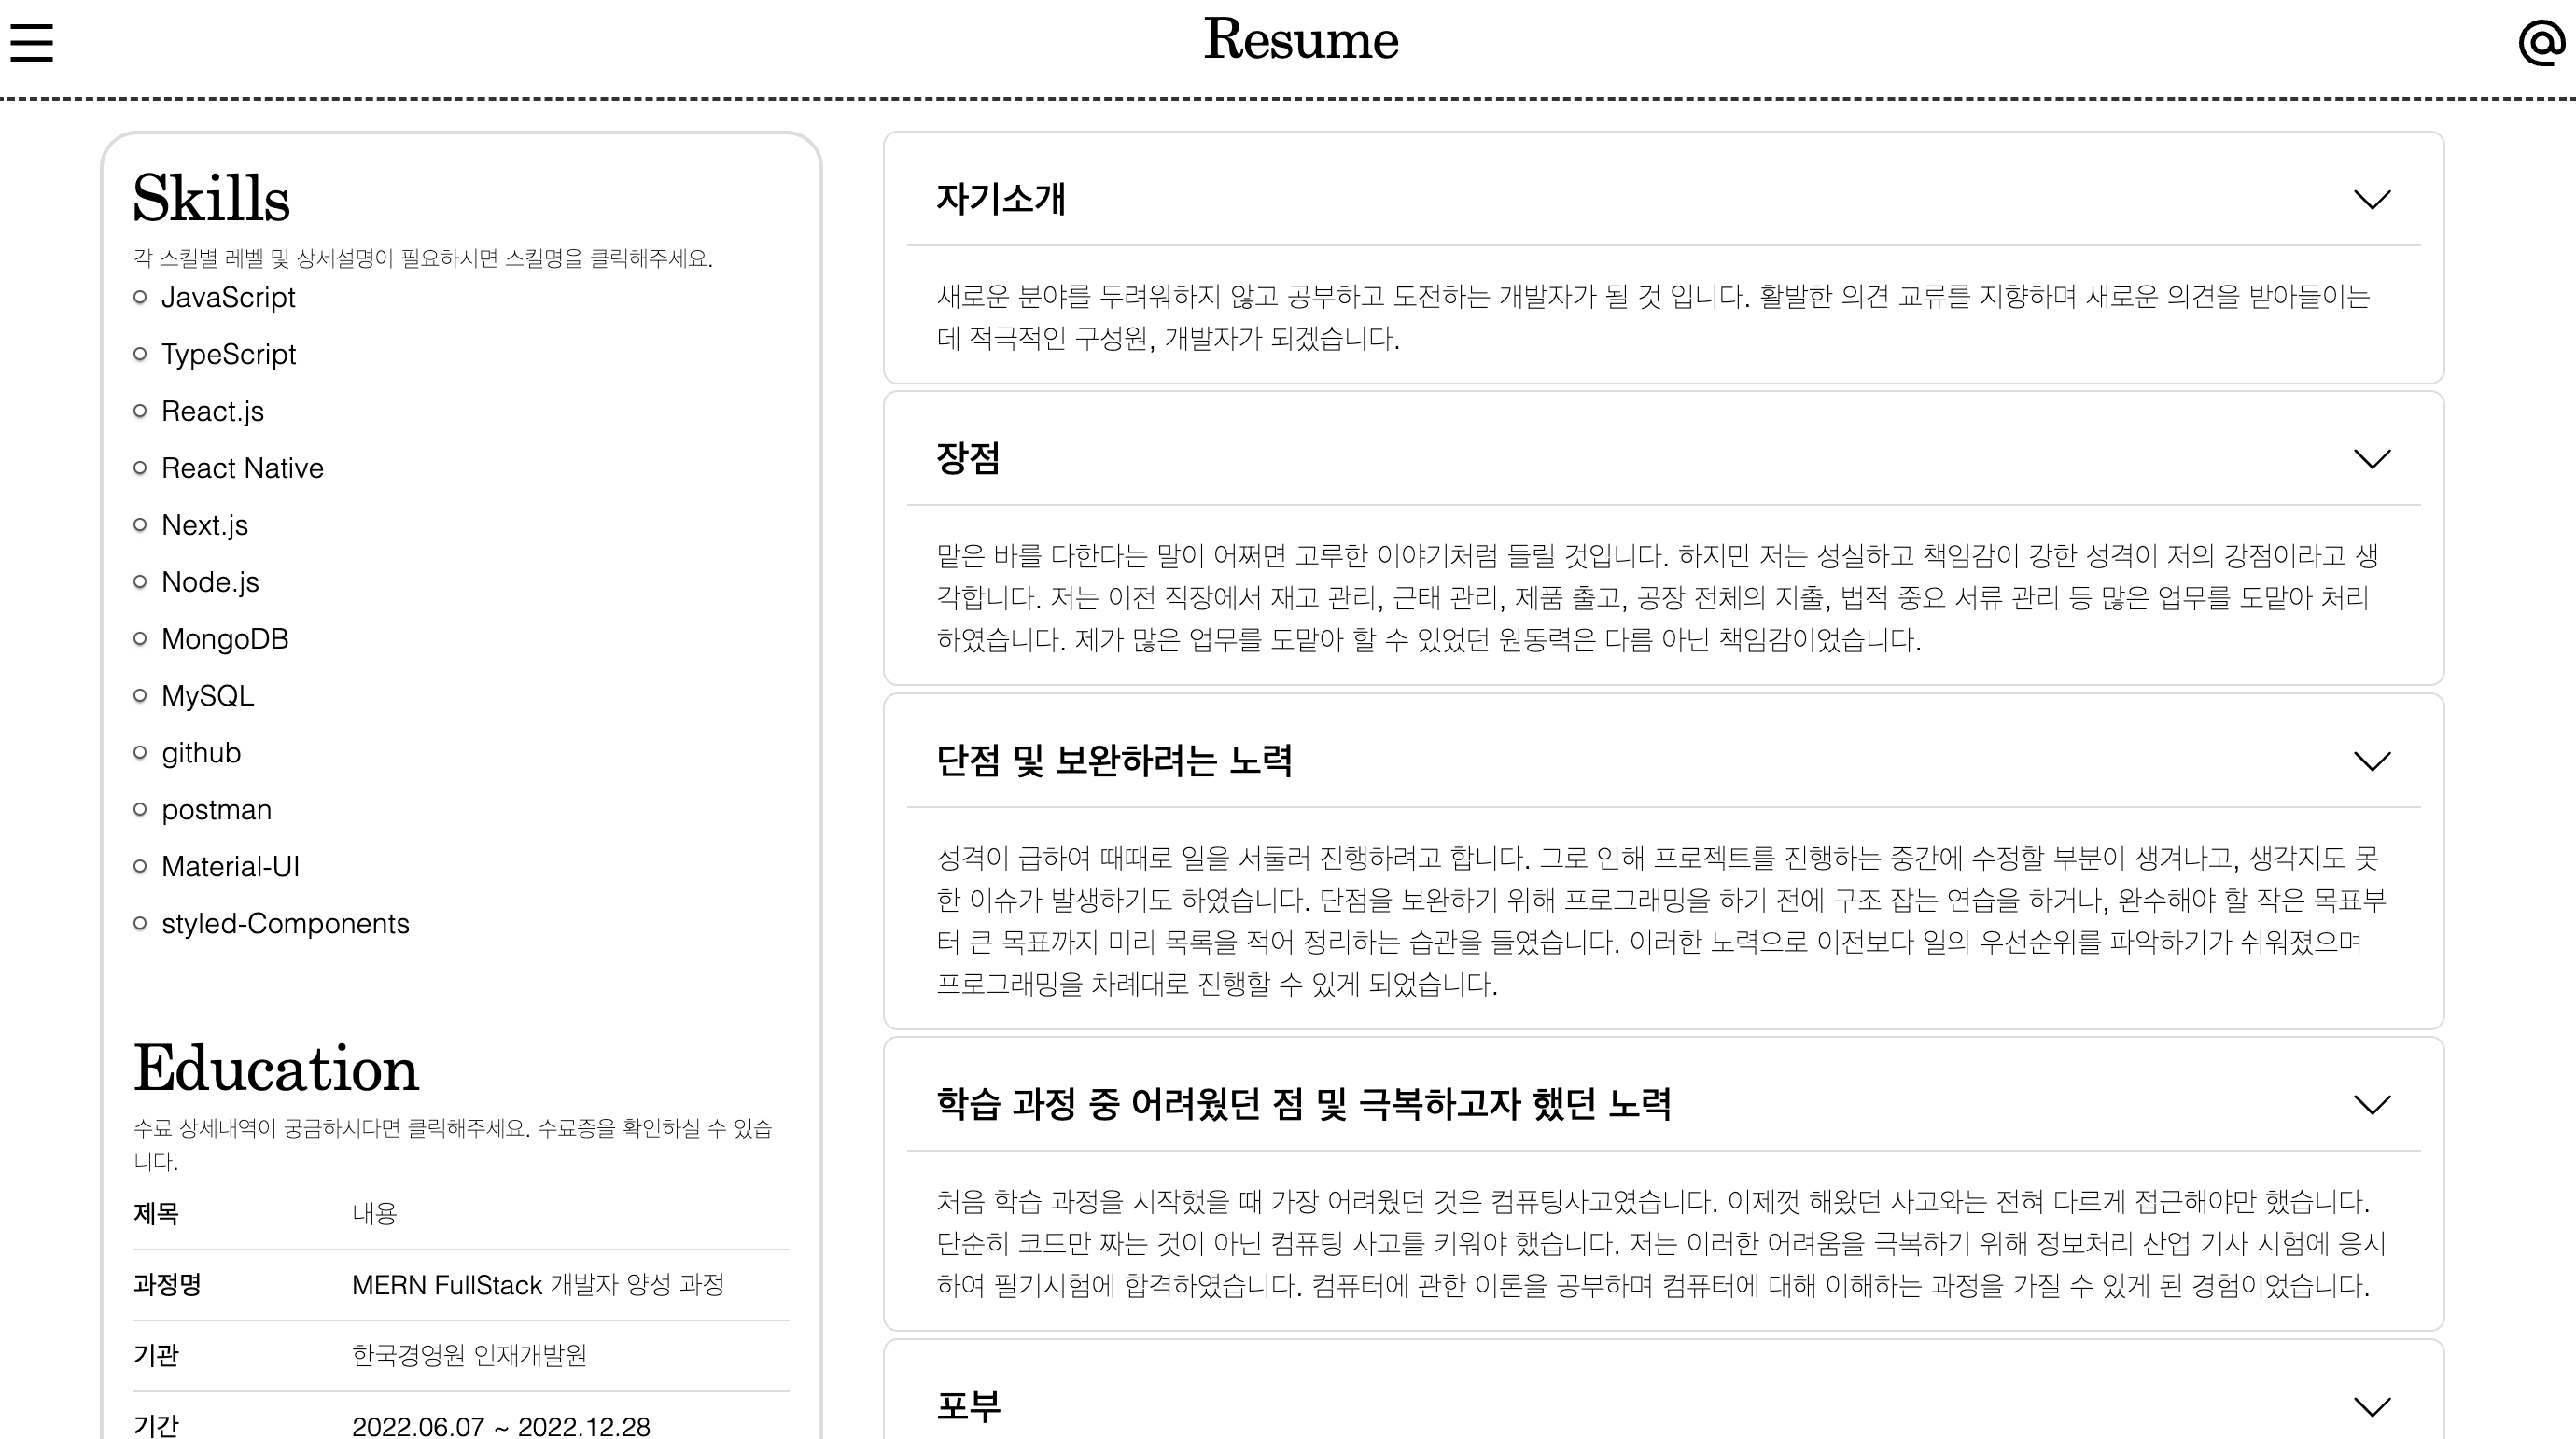 Resume
Skills
각 스킬별 레벨 및 상세설명이 필요하시면 스킬명을 클릭해주세요.
JavaScript
TypeScript
React.js
React Native
Next.js
Node.js
MongoDB
MySQL
github
postman
Material-UI
styled-Components
Education
수료 상세내역이 궁금하시다면 클릭해주세요. 수료증을 확인하실 수 있습
니다.
제목 내용
과정명 MERN FullStack 개발자 양성 과정
기관 한국경영원 인재개발원
기간 2022.06.07 ~ 2022.12.28
자기소개
새로운 분야를 두려워하지 않고 공부하고 도전하는 개발자가 될 것 입니다. 활발한 의견 교류를 지향하며 새로운 의견을 받아들이는
데 적극적인 구성원, 개발자가 되겠습니다.
장점
맡은 바를 다한다는 말이 어쩌면 고루한 이야기처럼 들릴 것입니다. 하지만 저는 성실하고 책임감이 강한 성격이 저의 강점이라고 생
각합니다. 저는 이전 직장에서 재고 관리, 근태 관리, 제품 출고, 공장 전체의 지출, 법적 중요 서류 관리 등 많은 업무를 도맡아 처리
하였습니다. 제가 많은 업무를 도맡아 할 수 있었던 원동력은 다름 아닌 책임감이었습니다.
단점 및 보완하려는 노력
성격이 급하여 때때로 일을 서둘러 진행하려고 합니다. 그로 인해 프로젝트를 진행하는 중간에 수정할 부분이 생겨나고, 생각지도 못
한 이슈가 발생하기도 하였습니다. 단점을 보완하기 위해 프로그래밍을 하기 전에 구조 잡는 연습을 하거나, 완수해야 할 작은 목표부
터 큰 목표까지 미리 목록을 적어 정리하는 습관을 들였습니다. 이러한 노력으로 이전보다 일의 우선순위를 파악하기가 쉬워졌으며
프로그래밍을 차례대로 진행할 수 있게 되었습니다.
학습 과정 중 어려웠던 점 및 극복하고자 했던 노력
처음 학습 과정을 시작했을 때 가장 어려웠던 것은 컴퓨팅사고였습니다. 이제껏 해왔던 사고와는 전혀 다르게 접근해야만 했습니다.
단순히 코드만 짜는 것이 아닌 컴퓨팅 사고를 키워야 했습니다. 저는 이러한 어려움을 극복하기 위해 정보처리 산업 기사 시험에 응시
하여 필기시험에 합격하였습니다. 컴퓨터에 관한 이론을 공부하며 컴퓨터에 대해 이해하는 과정을 가질 수 있게 된 경험이었습니다.
포부